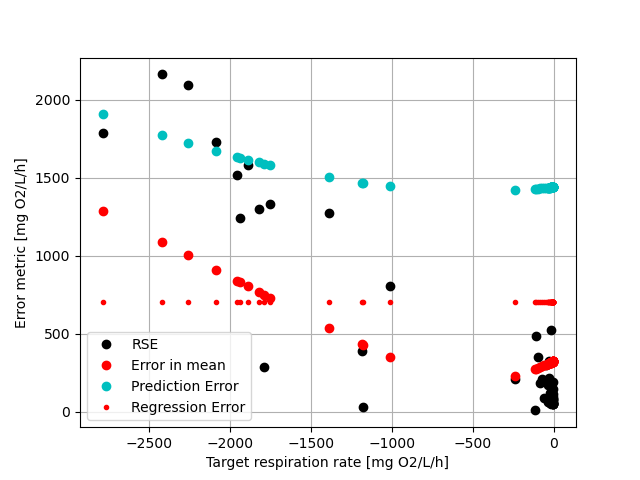 2000
1500
1000
500
0
Error metric [mg O2/L/h]
RSE
Error in mean
Prediction Error
Regression Error
−2500 −2000 −1500 −1000 −500 0
Target respiration rate [mg O2/L/h]